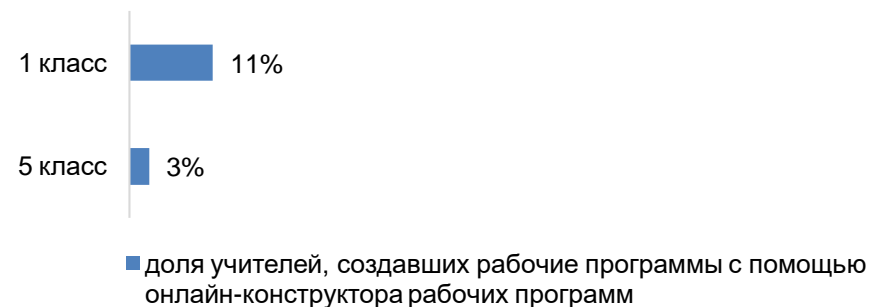 1 класс 11%
5 класс 3%
доля учителей, создавших рабочие программы с помощью
онлайн-конструктора рабочих программ